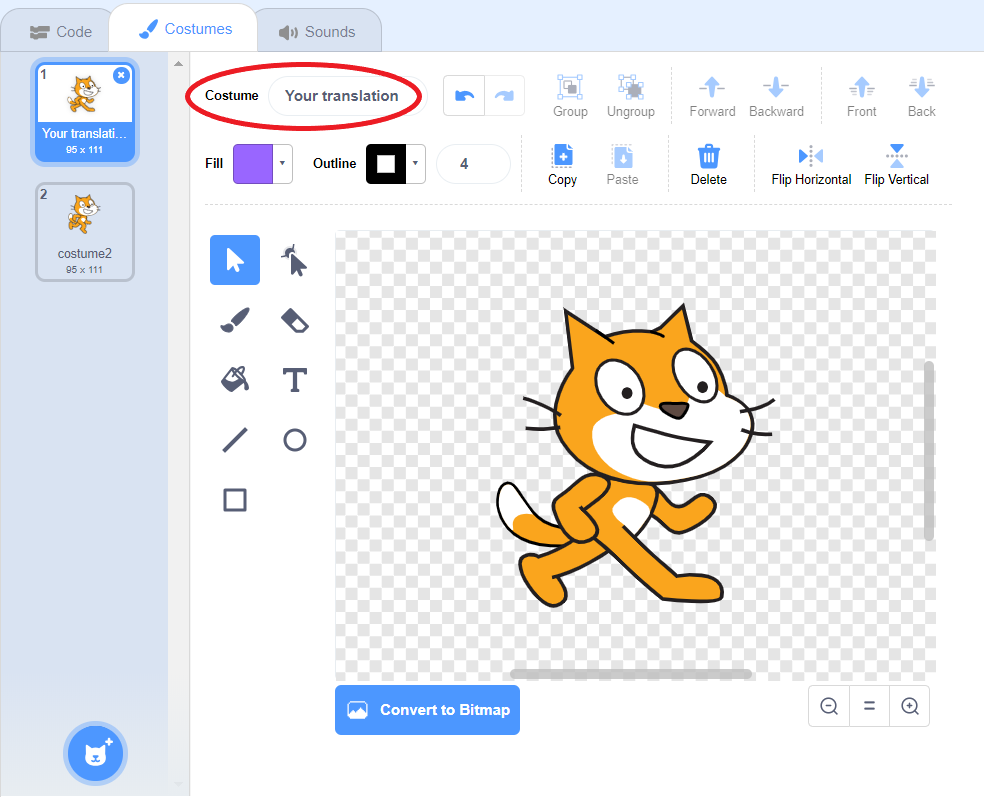 Code
Costumes
Sounds
1
Your translati...
95 x 111
2
costume2
95 x 111
Costume
Your translation
Group
Ungroup
Forward
Backward
Front
Back
Fill
Outline
4
Copy
Paste
Delete
Flip Horizontal
Flip Vertical
T
Convert to Bitmap